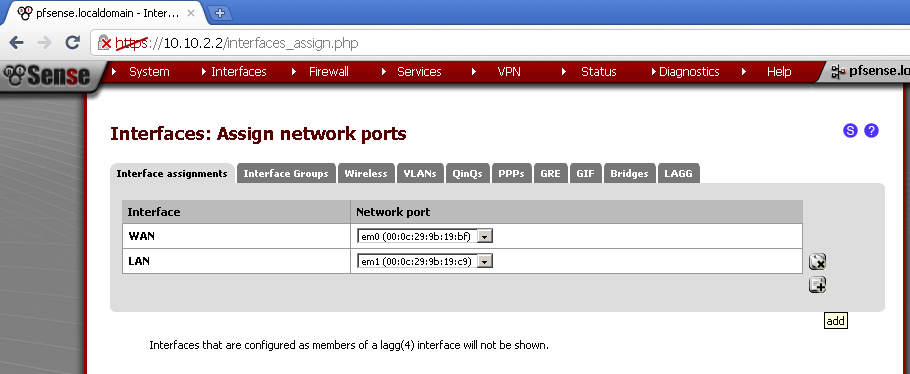 pfsense.localdomain - Inter...
https://10.10.2.2/interfaces_assign.php
Sense System Interfaces Firewall Services VPN Status Diagnostics Help pfsense.lo
Interfaces: Assign network ports
S ?
Interface assignments Interface Groups Wireless VLANs QinQs PPPs GRE GIF Bridges LAGG
Interface Network port
WAN em0 (00:0c:29:9b:19:bf)
LAN em1 (00:0c:29:9b:19:c9)
add
Interfaces that are configured as members of a lagg(4) interface will not be shown.